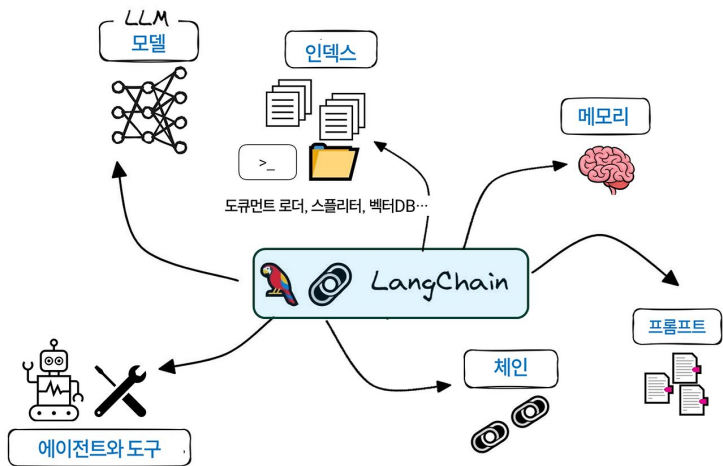 LLM
모델
인덱스
>_
도큐먼트 로더, 스플리터, 벡터DB…
메모리
LangChain
프롬프트
체인
에이전트와 도구